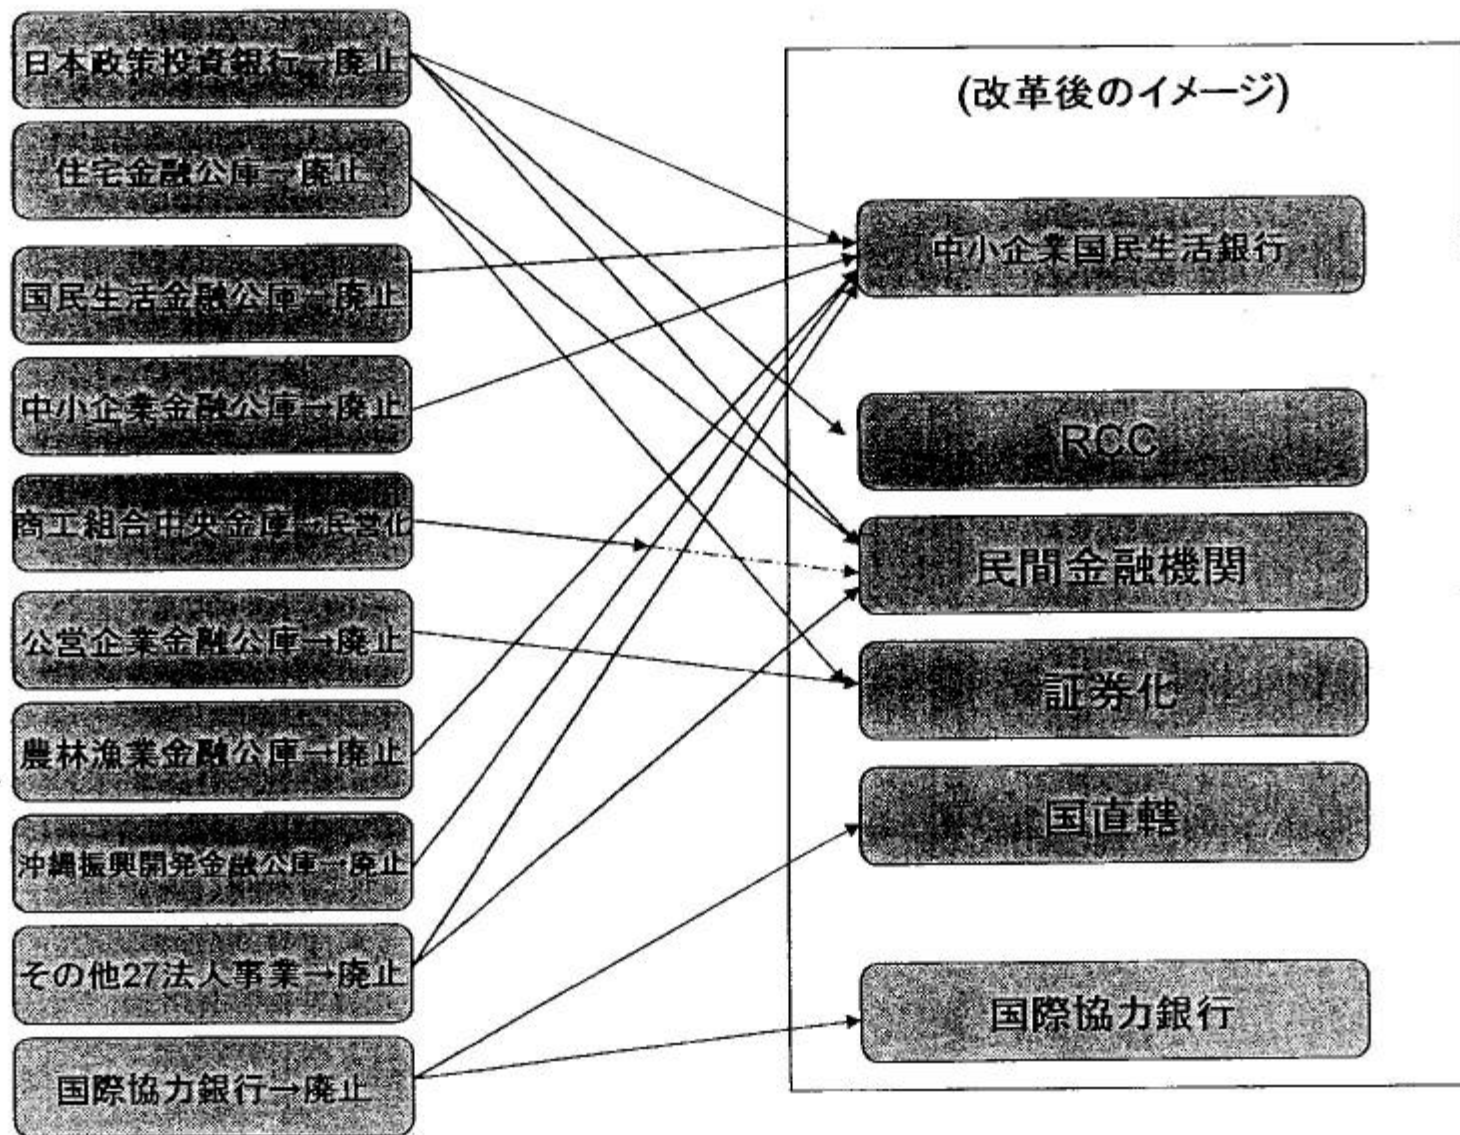 日本政策投資銀行→廃止
住宅金融公庫→廃止
国民生活金融公庫→廃止
中小企業金融公庫→廃止
商工組合中央金庫→民営化
公営企業金融公庫→廃止
農林漁業金融公庫→廃止
沖縄振興開発金融公庫→廃止
その他27法人事業→廃止
国際協力銀行→廃止
(改革後のイメージ)
中小企業国民生活銀行
RCC
民間金融機関
証券化
国直轄
国際協力銀行